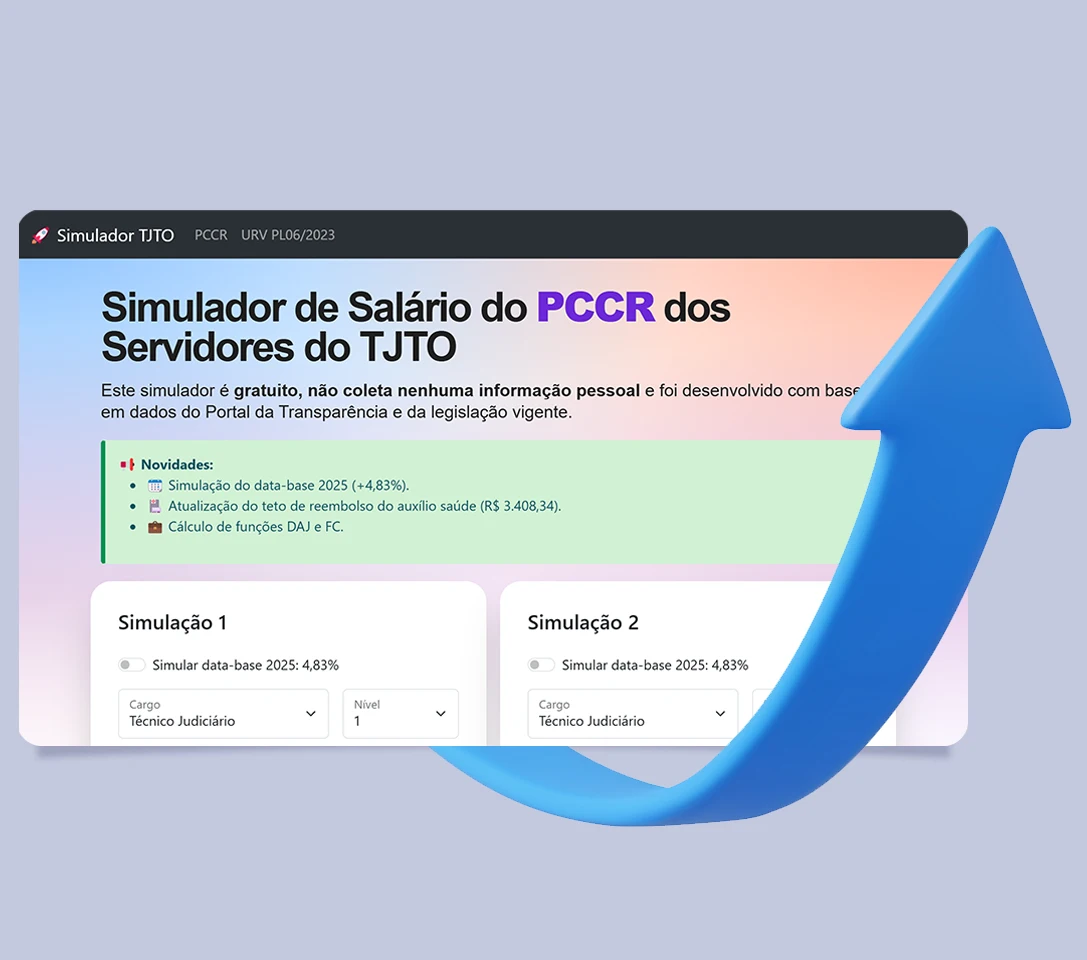 Simulador TJTO PCCR URV PL06/2023
Simulador de Salário do PCCR dos
Servidores do TJTO
Este simulador é gratuito, não coleta nenhuma informação pessoal e foi desenvolvido com base
em dados do Portal da Transparência e da legislação vigente.
Novidades:
Simulação do data-base 2025 (+4,83%).
Atualização do teto de reembolso do auxílio saúde (R$ 3.408,34).
Cálculo de funções DAJ e FC.
Simulação 1
Simular data-base 2025: 4,83%
Cargo
Técnico Judiciário
Nível
1
Simulação 2
Simular data-base 2025: 4,83%
Cargo
Técnico Judiciário